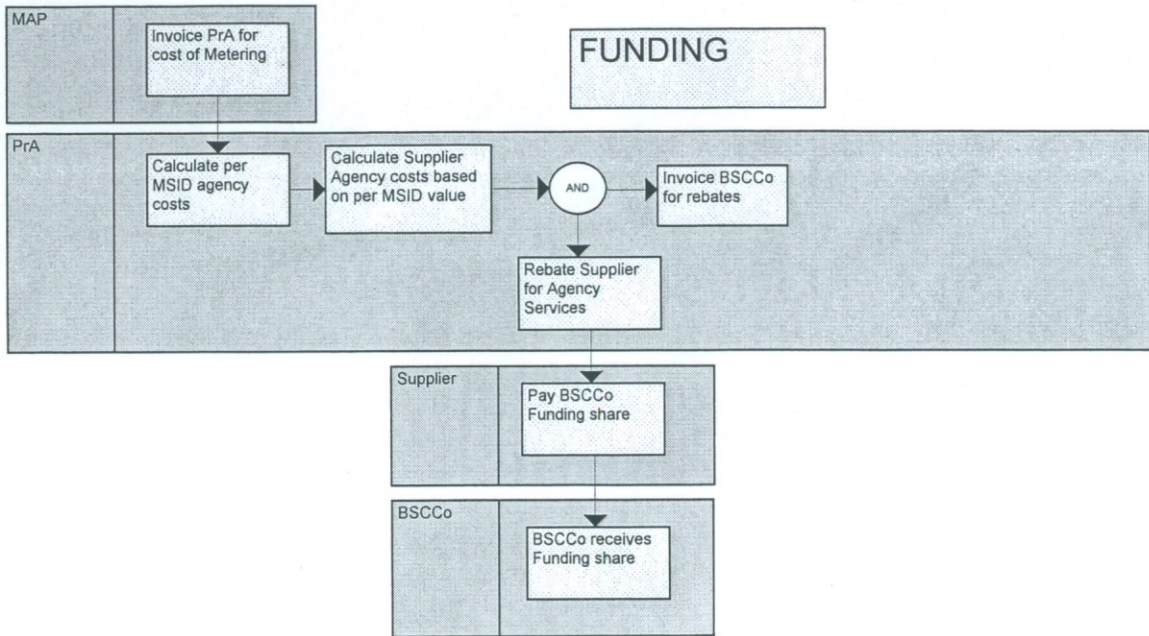 MAP
Invoice PrA for
cost of Metering
FUNDING
PrA
Calculate per
MSID agency
costs
Calculate Supplier
Agency costs based
on per MSID value
AND
Invoice BSCCo
for rebates
Rebate Supplier
for Agency
Services
Supplier
Pay BSCCo
Funding share
BSCCo
BSCCo receives
Funding share